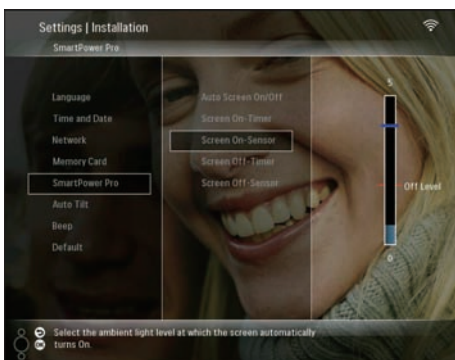 Settings | Installation
SmartPower Pro
Language
Time and Date
Network
Memory Card
SmartPower Pro
Auto Tilt
Beep
Default
Auto Screen On/Off
Screen On-Timer
Screen On-Sensor
Screen Off-Timer
Screen Off-Sensor
5
Off Level
0
Select the ambient light level at which the screen automatically
OK turns On.